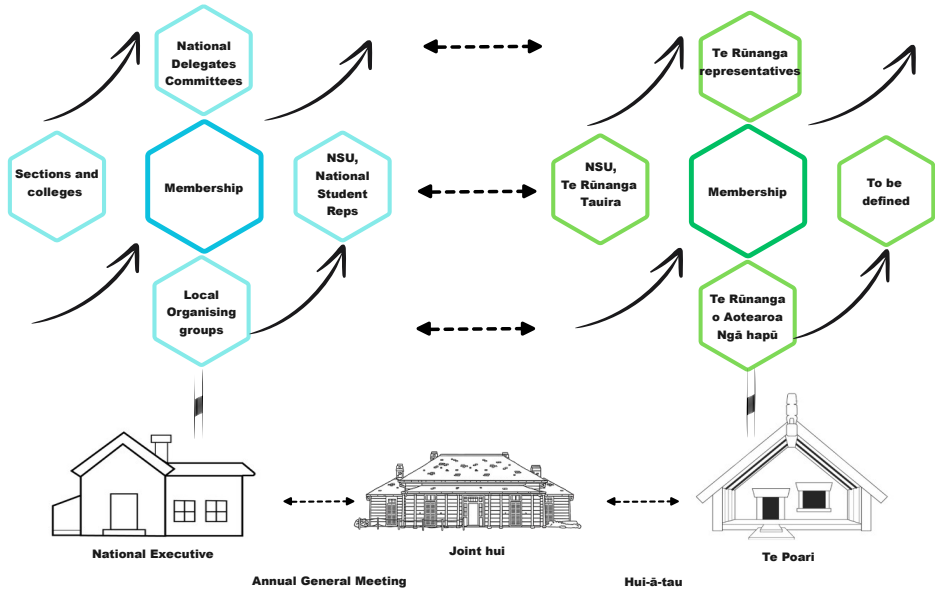 National
Delegates
Committees
Sections and
colleges
Membership
NSU,
National
Student
Reps
Local
Organising
groups
Te Rūnanga
representatives
NSU,
Te Rūnanga
Tauira
Membership
To be
defined
Te Rūnanga
o Aotearoa
Ngā hapū
National Executive
Joint hui
Te Poari
Annual General Meeting
Hui-ā-tau